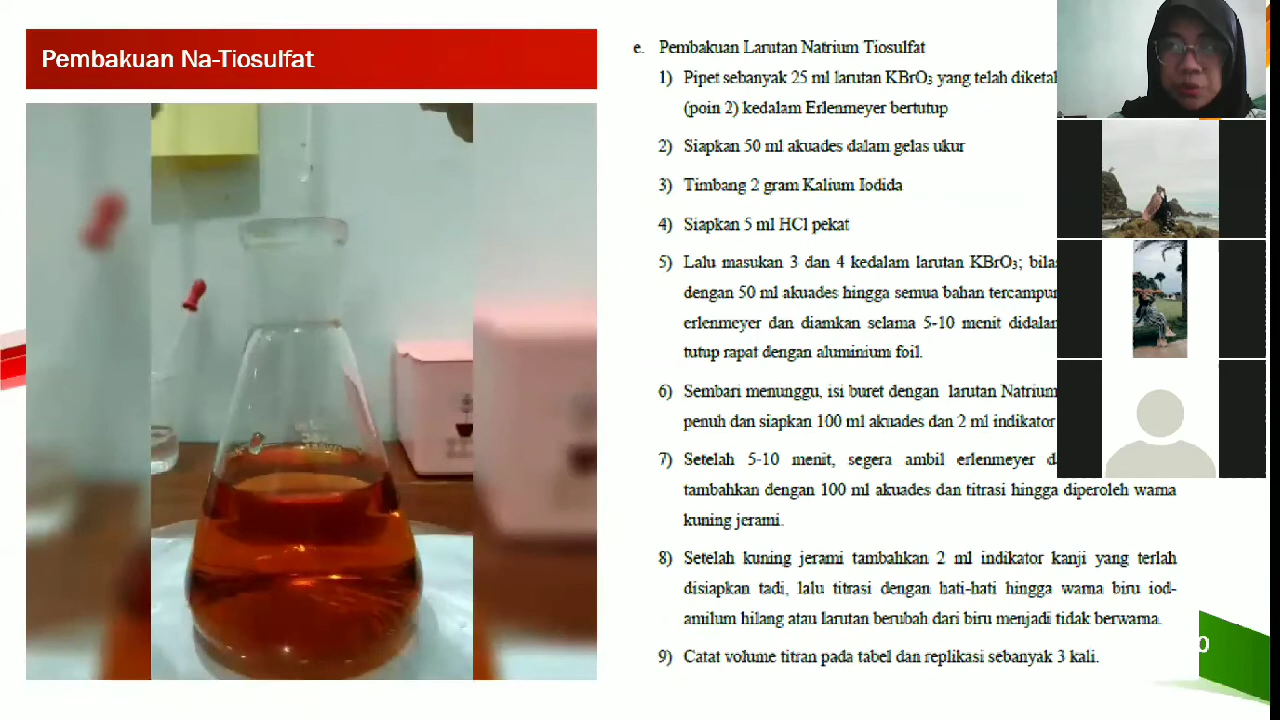 Pembakuan Na-Tiosulfat
e. Pembakuan Larutan Natrium Tiosulfat
1) Pipet sebanyak 25 ml larutan KBrO₃ yang telah
(poin 2) kedalam Erlenmeyer bertutup
2) Siapkan 50 ml akuades dalam gelas ukur
3) Timbang 2 gram Kalium Iodida
4) Siapkan 5 ml HCl pekat
5) Lalu masukan 3 dan 4 kedalam larutan KBrO₃;
dengan 50 ml akuades hingga semua bahan tercampur
erlenmeyer dan diamkan selama 5-10 menit
tutup rapat dengan aluminium foil.
6) Sembari menunggu, isi buret dengan larutan Natrium
penuh dan siapkan 100 ml akuades dan 2 ml indikator
7) Setelah 5-10 menit, segera ambil erlenmeyer
tambahkan dengan 100 ml akuades dan titrasi hingga diperoleh warna
kuning jerami.
8) Setelah kuning jerami tambahkan 2 ml indikator kanji yang terlah
disiapkan tadi, lalu titrasi dengan hati-hati hingga warna biru iod-
amilum hilang atau larutan berubah dari biru menjadi tidak berwarna.
9) Catat volume titran pada tabel dan replikasi sebanyak 3 kali.